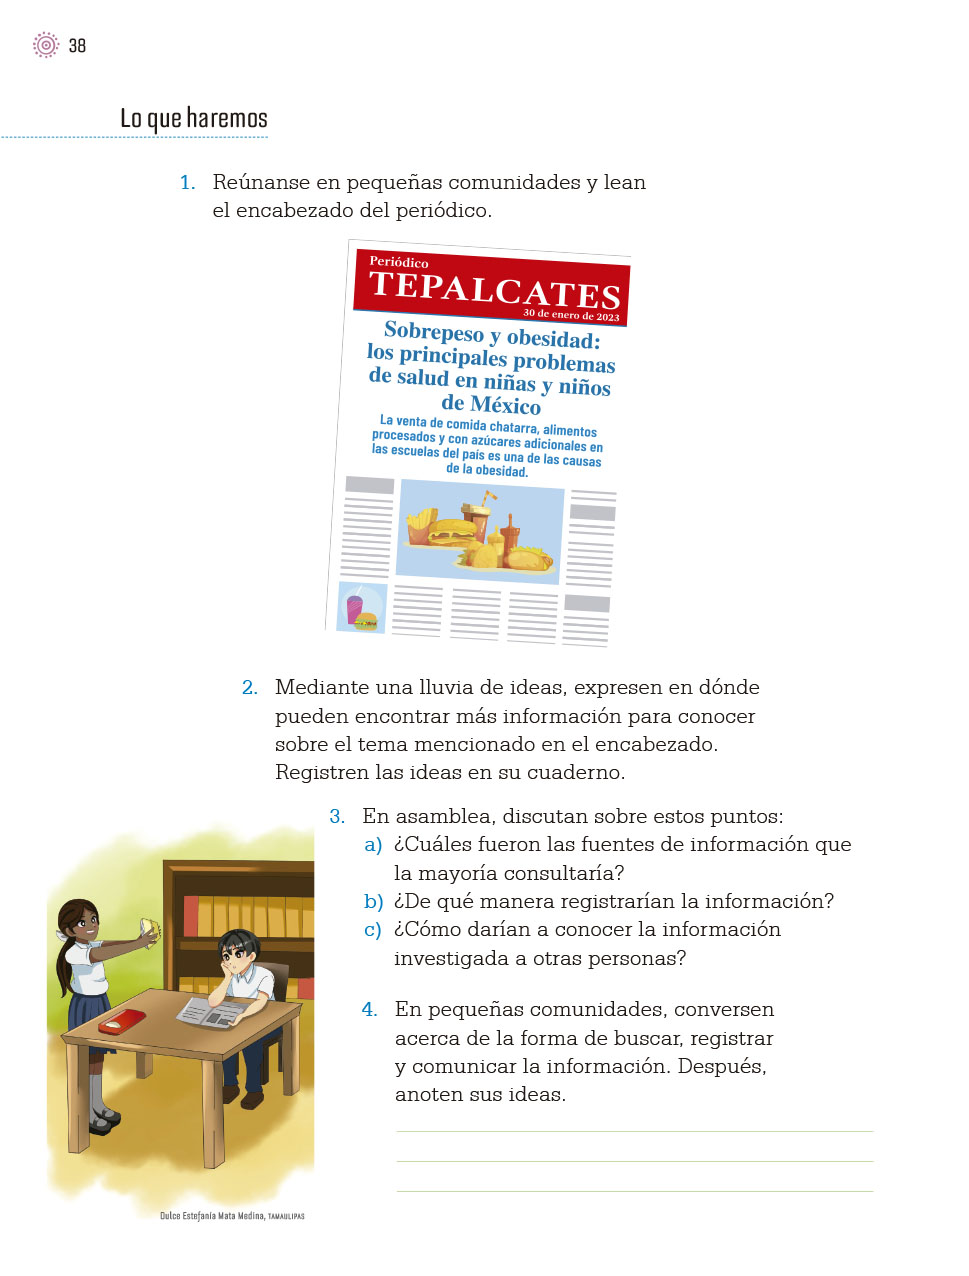 38
Lo que haremos
1. Reúnanse en pequeñas comunidades y lean
el encabezado del periódico.
Periódico
TEPALCATES
30 de enero de 2023
Sobrepeso y obesidad:
los principales problemas
de salud en niñas y niños
de México
La venta de comida chatarra, alimentos
procesados y con azúcares adicionales en
las escuelas del país es una de las causas
de la obesidad.
2. Mediante una lluvia de ideas, expresen en dónde
pueden encontrar más información para conocer
sobre el tema mencionado en el encabezado.
Registren las ideas en su cuaderno.
3. En asamblea, discutan sobre estos puntos:
a) ¿Cuáles fueron las fuentes de información que
la mayoría consultaría?
b) ¿De qué manera registrarían la información?
c) ¿Cómo darían a conocer la información
investigada a otras personas?
4. En pequeñas comunidades, conversen
acerca de la forma de buscar, registrar
y comunicar la información. Después,
anoten sus ideas.
Dulce Estefanía Mata Medina, TAMAULIPAS